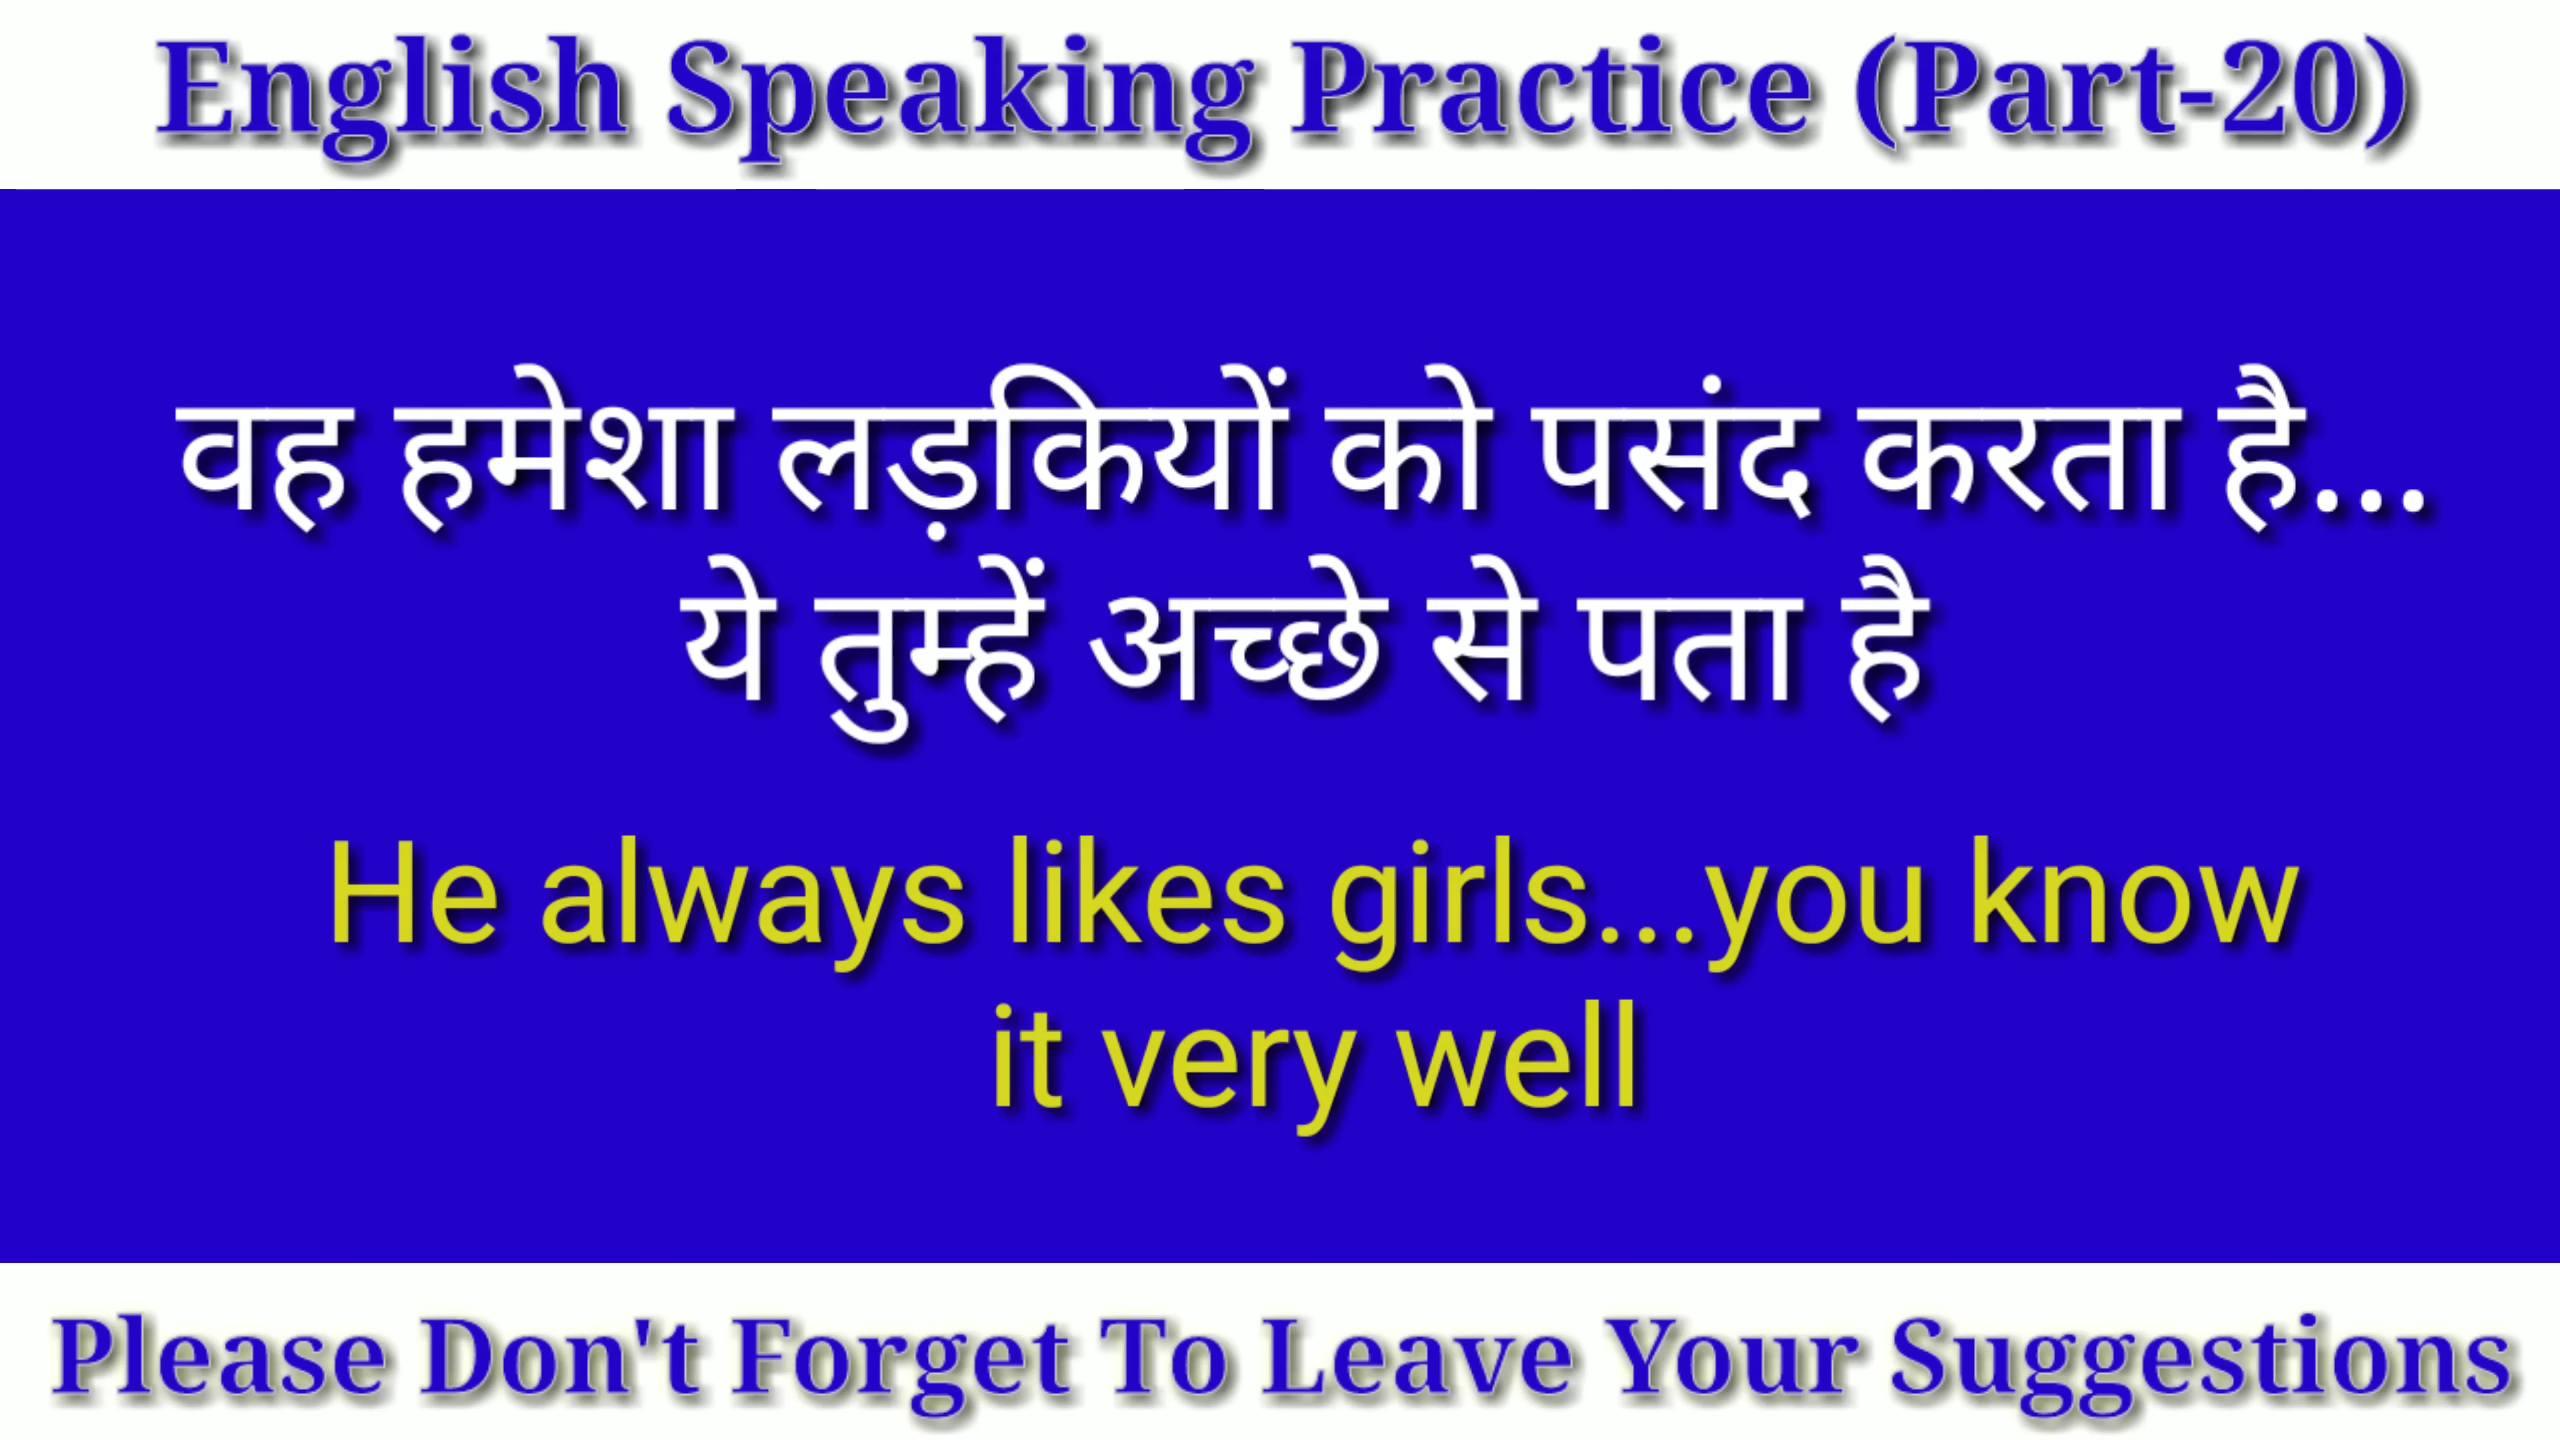 English Speaking Practice (Part-20)
वह हमेशा लड़कियों को पसंद करता है...
ये तुम्हें अच्छे से पता है
He always likes girls...you know
it very well
Please Don't Forget To Leave Your Suggestions